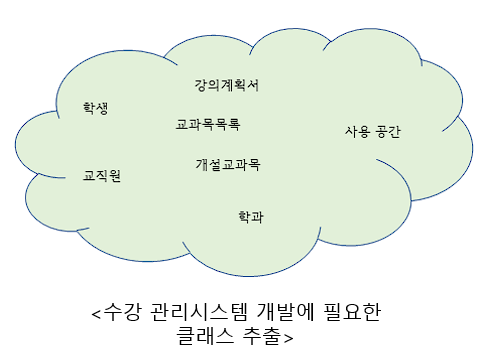 강의계획서
학생
교과목목록
사용 공간
개설교과목
교직원
학과
<수강 관리시스템 개발에 필요한
클래스 추출>